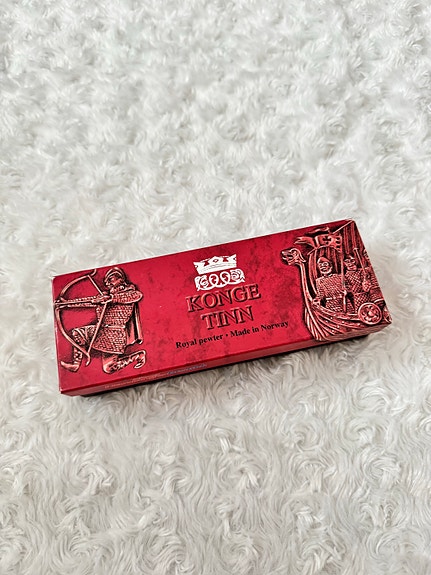 KONGE
TINN
Royal pewter • Made in Norway